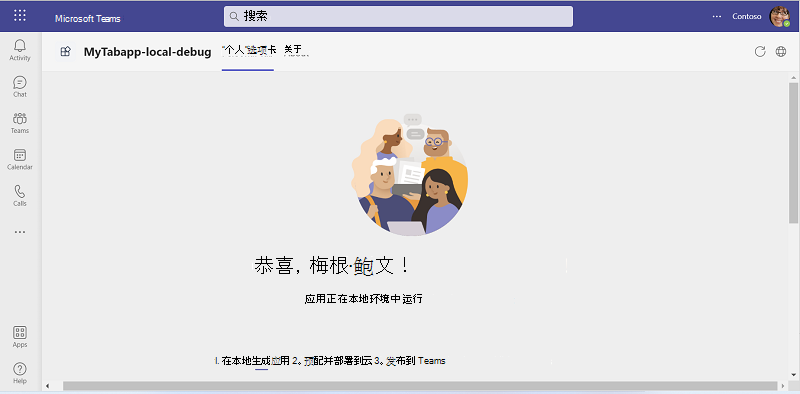 Microsoft Teams
搜索
Contoso
Activity
Chat
Teams
Calendar
Calls
Apps
Help
MyTabapp-local-debug
"个人"选项卡 关于
恭喜，梅根·鲍文！
应用正在本地环境中运行
l. 在本地生成应用 2。预配并部署到云 3。发布到 Teams